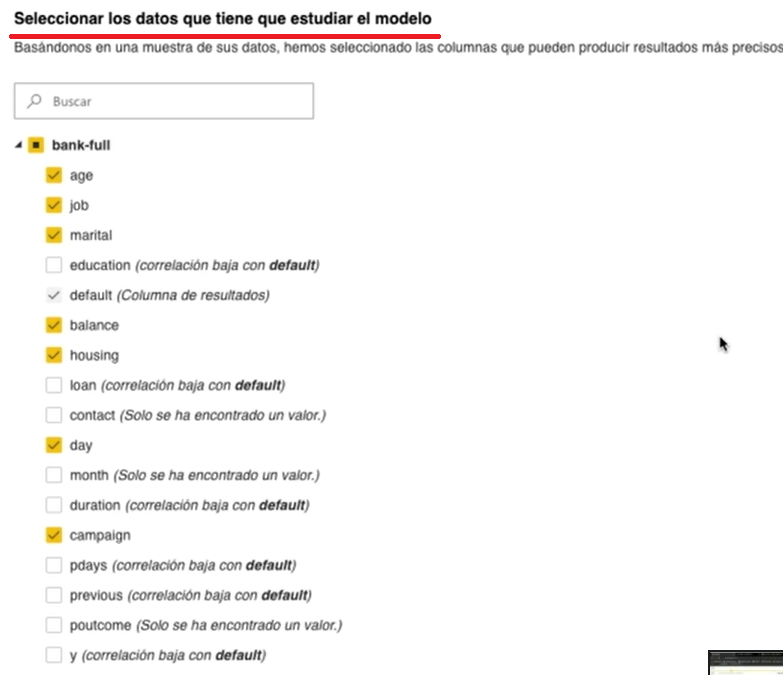 Seleccionar los datos que tiene que estudiar el modelo
Basándonos en una muestra de sus datos, hemos seleccionado las columnas que pueden producir resultados más precisos
Buscar
bank-full
age
job
marital
education (correlación baja con default)
default (Columna de resultados)
balance
housing
loan (correlación baja con default)
contact (Solo se ha encontrado un valor.)
day
month (Solo se ha encontrado un valor.)
duration (correlación baja con default)
campaign
pdays (correlación baja con default)
previous (correlación baja con default)
poutcome (Solo se ha encontrado un valor.)
y (correlación baja con default)